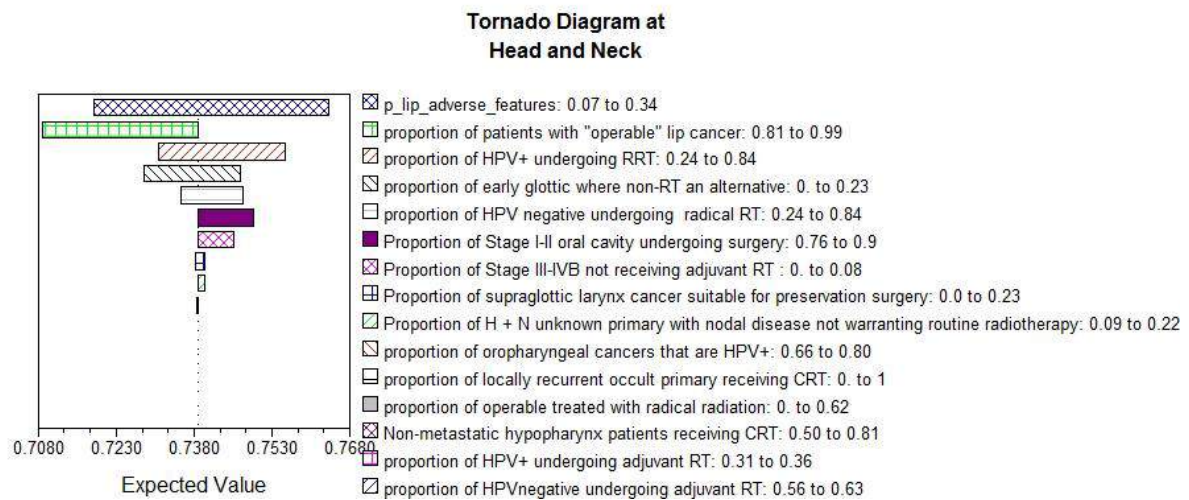 Tornado Diagram at
Head and Neck
p_lip_adverse_features: 0.07 to 0.34
proportion of patients with "operable" lip cancer: 0.81 to 0.99
proportion of HPV+ undergoing RRT: 0.24 to 0.84
proportion of early glottic where non-RT an alternative: 0. to 0.23
proportion of HPV negative undergoing radical RT: 0.24 to 0.84
Proportion of Stage I-II oral cavity undergoing surgery: 0.76 to 0.9
Proportion of Stage III-IVB not receiving adjuvant RT : 0. to 0.08
Proportion of supraglottic larynx cancer suitable for preservation surgery: 0.0 to 0.23
Proportion of H + N unknown primary with nodal disease not warranting routine radiotherapy: 0.09 to 0.22
proportion of oropharyngeal cancers that are HPV+: 0.66 to 0.80
proportion of locally recurrent occult primary receiving CRT: 0. to 1
proportion of operable treated with radical radiation: 0. to 0.62
Non-metastatic hypopharynx patients receiving CRT: 0.50 to 0.81
proportion of HPV+ undergoing adjuvant RT: 0.31 to 0.36
proportion of HPVnegative undergoing adjuvant RT: 0.56 to 0.63
0.7080 0.7230 0.7380 0.7530 0.7680
Expected Value